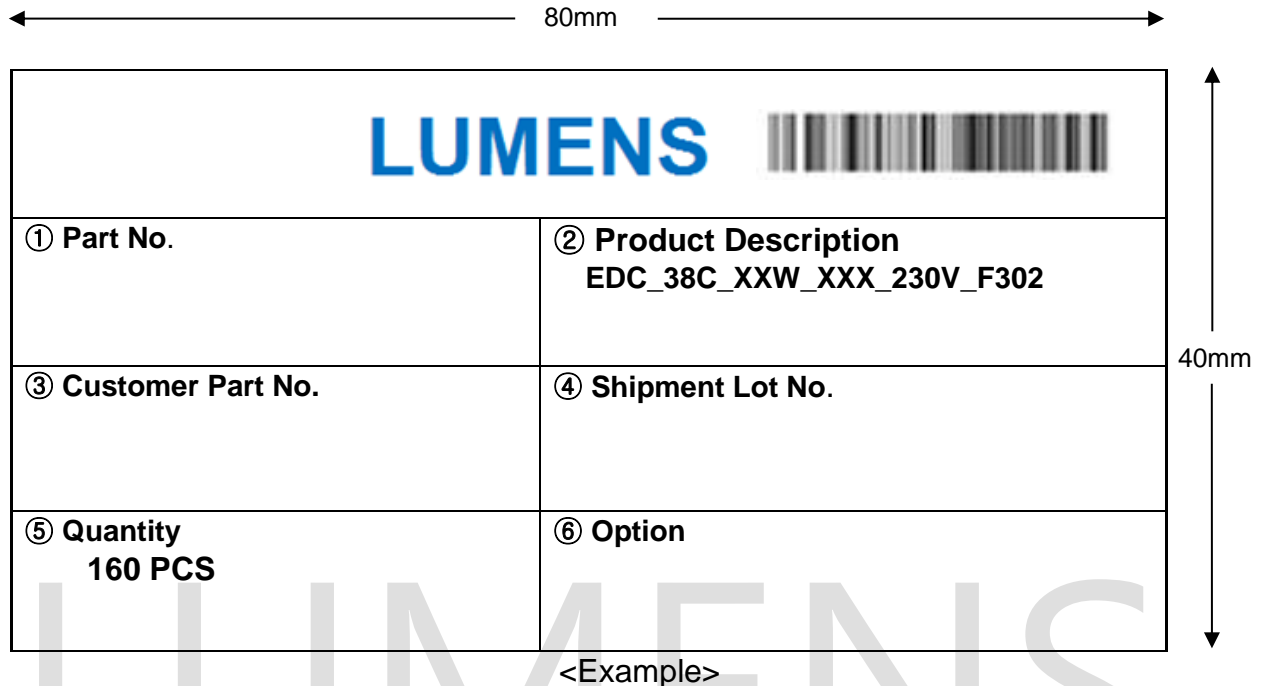 80mm
LUMENS
① Part No.
② Product Description
EDC_38C_XXW_XXX_230V_F302
40mm
③ Customer Part No.
④ Shipment Lot No.
⑤ Quantity
160 PCS
⑥ Option
LUMENS
<Example>